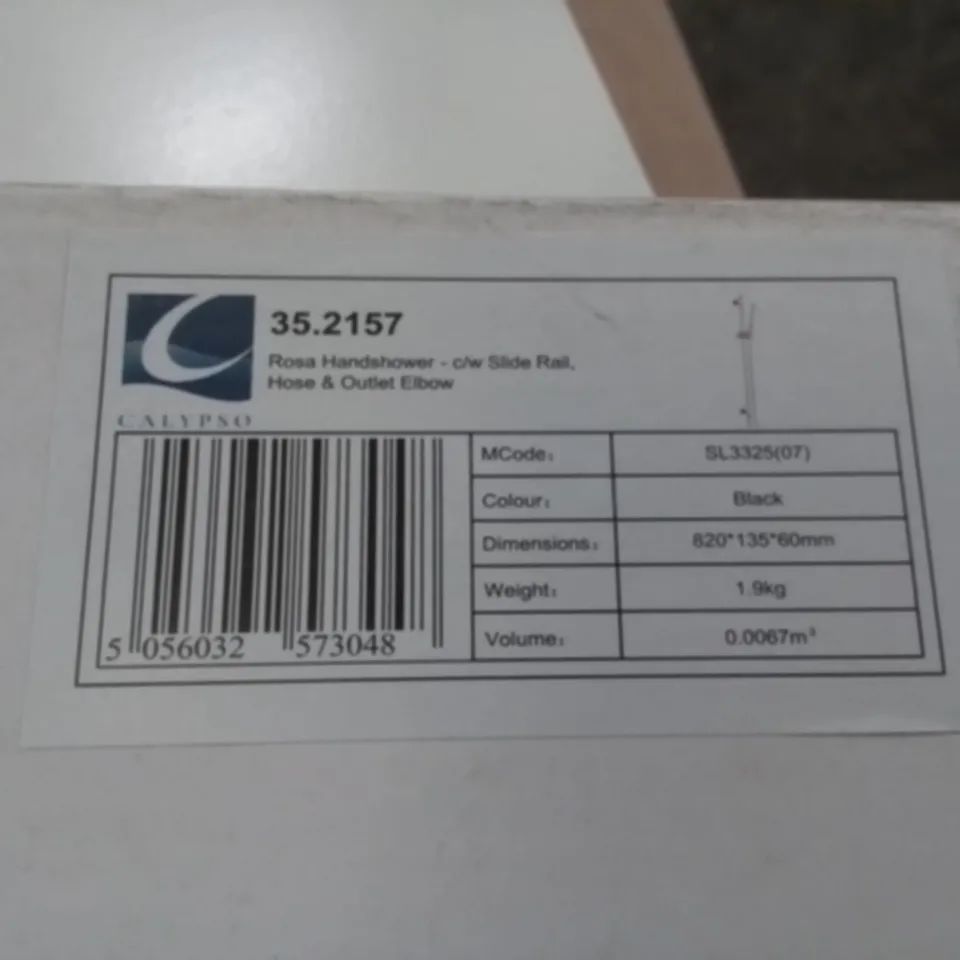 35.2157
Rosa Handshower - c/w Slide Rail,
Hose & Outlet Elbow
CALYPSO
MCode: SL3325(07)
Colour: Black
Dimensions: 820*135*60mm
Weight: 1.9kg
Volume: 0.0067m³
5 056032 573048